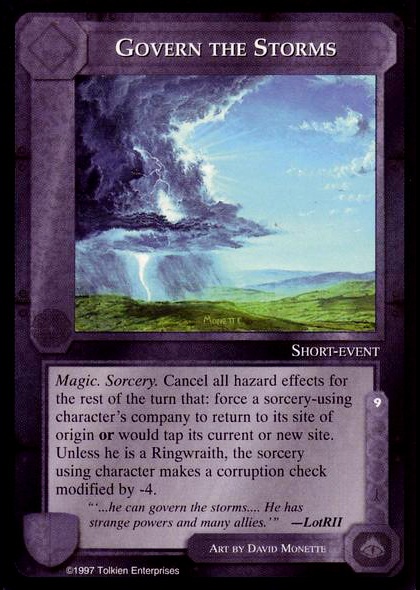 GOVERN THE STORMS
MONETTE
SHORT-EVENT
Magic. Sorcery. Cancel all hazard effects for
the rest of the turn that: force a sorcery-using
character's company to return to its site of
origin or would tap its current or new site.
Unless he is a Ringwraith, the sorcery
using character makes a corruption check
modified by -4.
9
"'...he can govern the storms.... He has
strange powers and many allies.'" —LotRII
ART BY DAVID MONETTE
©1997 Tolkien Enterprises